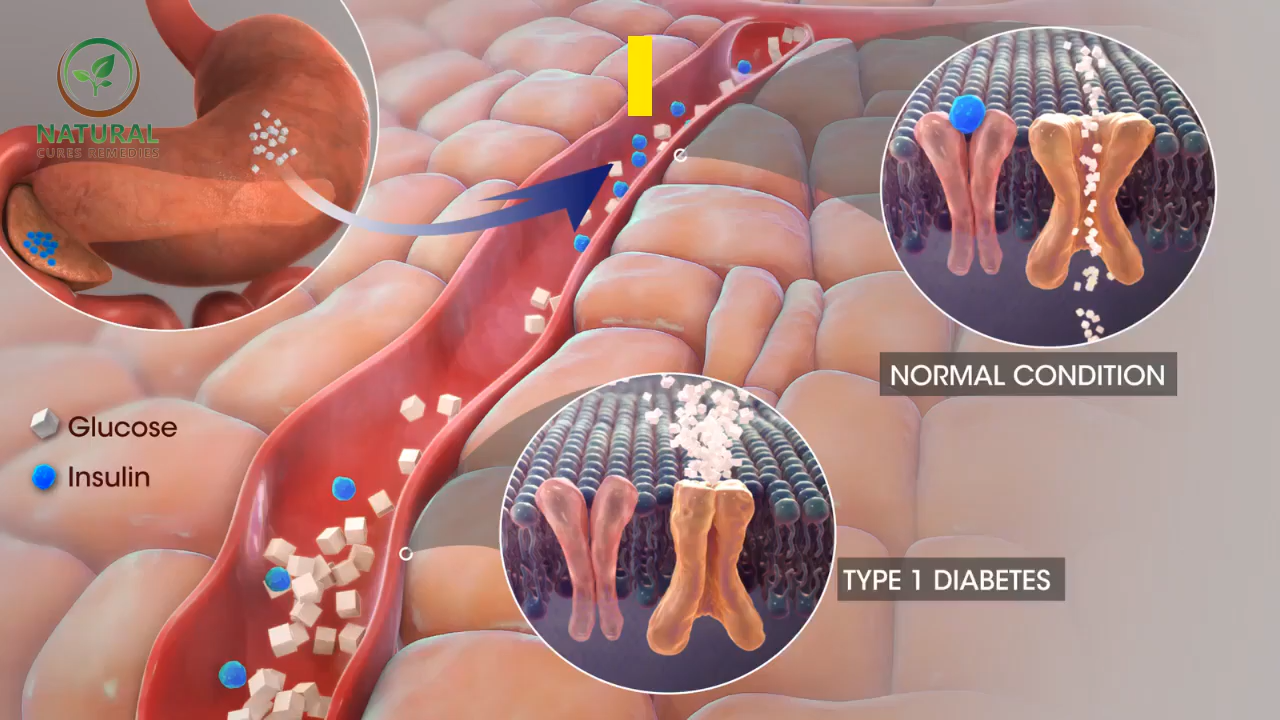 NATURAL
CURES REMEDIES
NORMAL CONDITION
Glucose
Insulin
TYPE 1 DIABETES